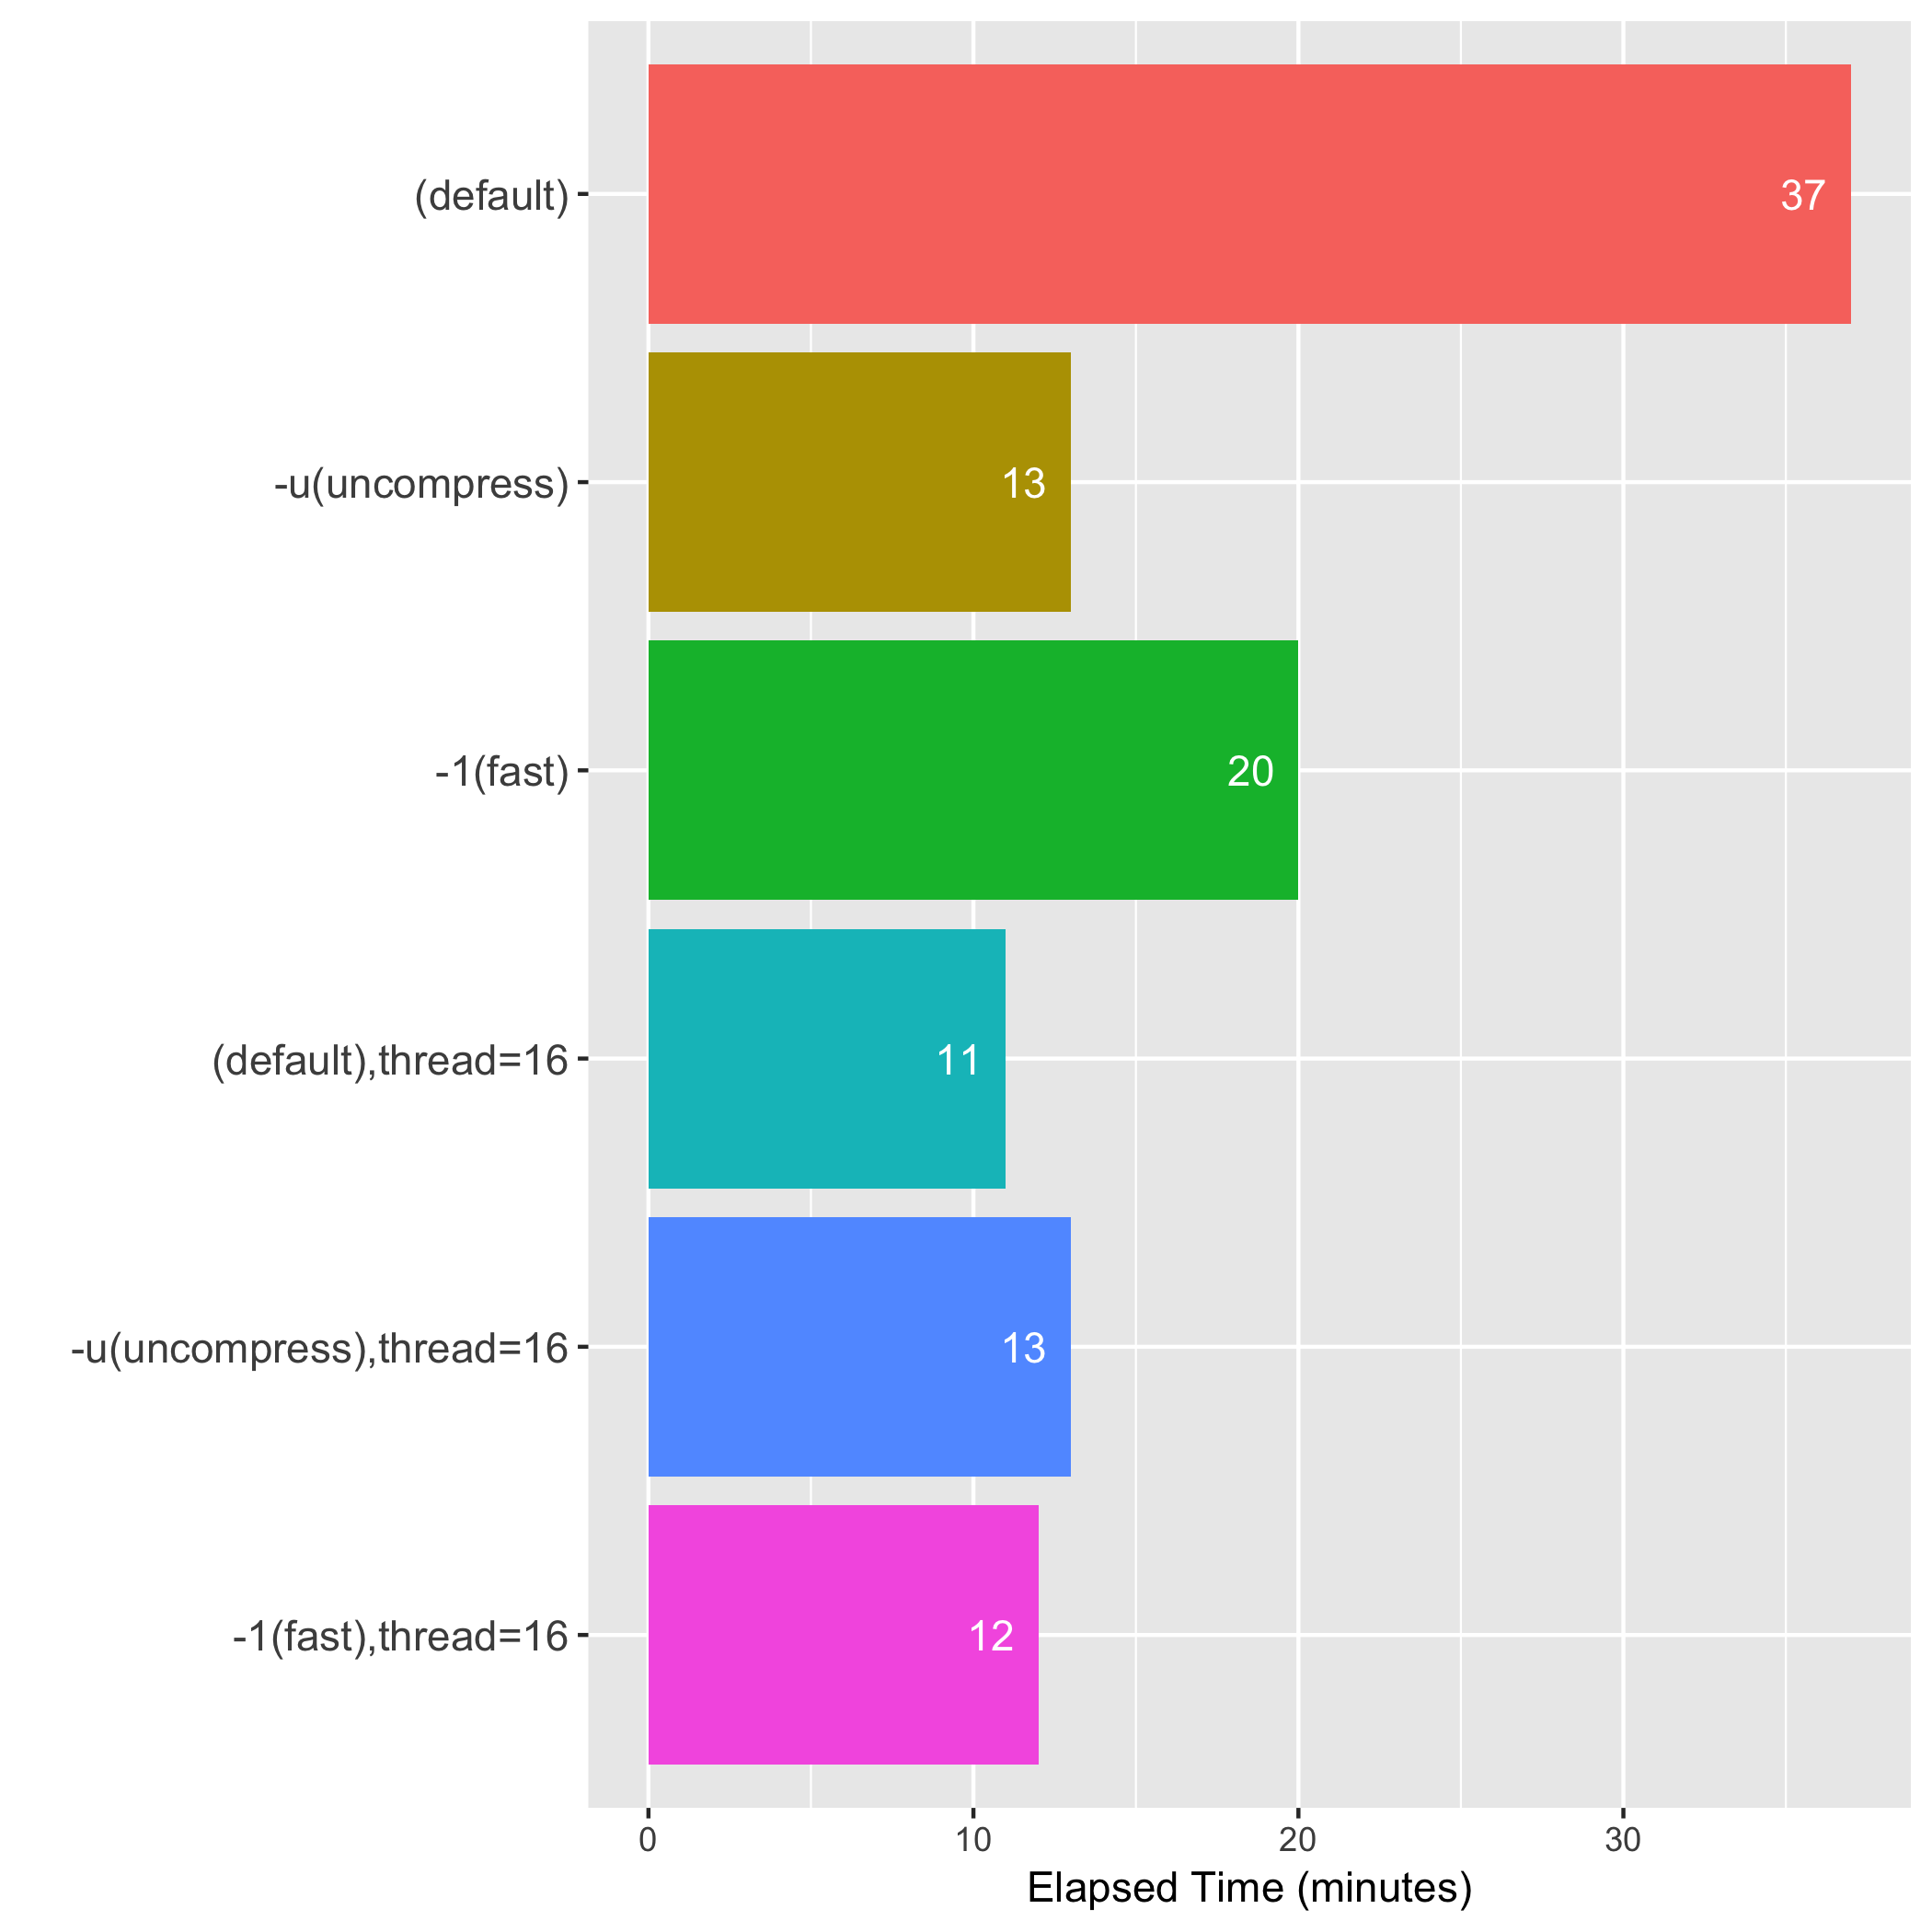 (default)
37
-u(uncompress)
13
-1(fast)
20
(default),thread=16
11
-u(uncompress),thread=16
13
-1(fast),thread=16
12
0 10 20 30
Elapsed Time (minutes)